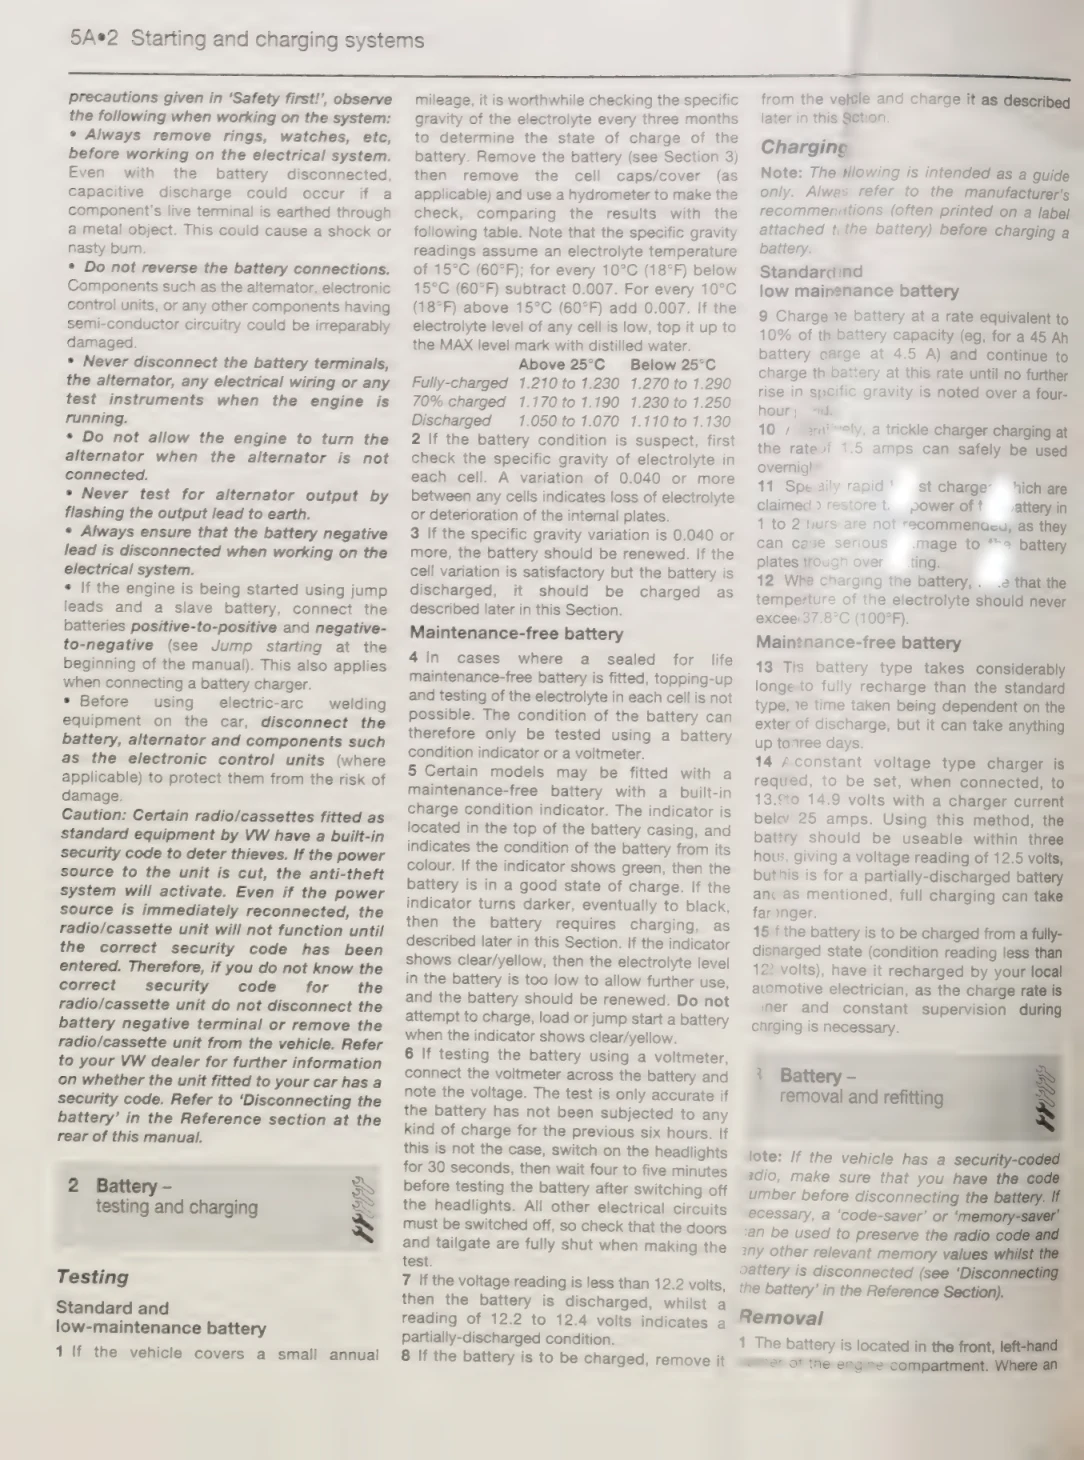 5A•2 Starting and charging systems
precautions given in 'Safety first!', observe
the following when working on the system:
• Always remove rings, watches, etc,
before working on the electrical system.
Even with the battery disconnected,
capacitive discharge could occur if a
component's live terminal is earthed through
a metal object. This could cause a shock or
nasty burn.
• Do not reverse the battery connections.
Components such as the alternator, electronic
control units, or any other components having
semi-conductor circuitry could be irreparably
damaged.
• Never disconnect the battery terminals,
the alternator, any electrical wiring or any
test instruments when the engine is
running.
• Do not allow the engine to turn the
alternator when the alternator is not
connected.
• Never test for alternator output by
flashing the output lead to earth.
• Always ensure that the battery negative
lead is disconnected when working on the
electrical system.
• If the engine is being started using jump
leads and a slave battery, connect the
batteries positive-to-positive and negative-
to-negative (see Jump starting at the
beginning of the manual). This also applies
when connecting a battery charger.
• Before using electric-arc welding
equipment on the car, disconnect the
battery, alternator and components such
as the electronic control units (where
applicable) to protect them from the risk of
damage.
Caution: Certain radio/cassettes fitted as
standard equipment by VW have a built-in
security code to deter thieves. If the power
source to the unit is cut, the anti-theft
system will activate. Even if the power
source is immediately reconnected, the
radio/cassette unit will not function until
the correct security code has been
entered. Therefore, if you do not know the
correct security code for the
radio/cassette unit do not disconnect the
battery negative terminal or remove the
radio/cassette unit from the vehicle. Refer
to your VW dealer for further information
on whether the unit fitted to your car has a
security code. Refer to 'Disconnecting the
battery' in the Reference section at the
rear of this manual.
2 Battery –
testing and charging
Testing
Standard and
low-maintenance battery
1 If the vehicle covers a small annual
mileage, it is worthwhile checking the specific
gravity of the electrolyte every three months
to determine the state of charge of the
battery. Remove the battery (see Section 3)
then remove the cell caps/cover (as
applicable) and use a hydrometer to make the
check, comparing the results with the
following table. Note that the specific gravity
readings assume an electrolyte temperature
of 15°C (60°F); for every 10°C (18°F) below
15°C (60°F) subtract 0.007. For every 10°C
(18°F) above 15°C (60°F) add 0.007. If the
electrolyte level of any cell is low, top it up to
the MAX level mark with distilled water.
Above 25°C Below 25°C
Fully-charged 1.210 to 1.230 1.270 to 1.290
70% charged 1.170 to 1.190 1.230 to 1.250
Discharged 1.050 to 1.070 1.110 to 1.130
2 If the battery condition is suspect, first
check the specific gravity of electrolyte in
each cell. A variation of 0.040 or more
between any cells indicates loss of electrolyte
or deterioration of the internal plates.
3 If the specific gravity variation is 0.040 or
more, the battery should be renewed. If the
cell variation is satisfactory but the battery is
discharged, it should be charged as
described later in this Section.
Maintenance-free battery
4 In cases where a sealed for life
maintenance-free battery is fitted, topping-up
and testing of the electrolyte in each cell is not
possible. The condition of the battery can
therefore only be tested using a battery
condition indicator or a voltmeter.
5 Certain models may be fitted with a
maintenance-free battery with a built-in
charge condition indicator. The indicator is
located in the top of the battery casing, and
indicates the condition of the battery from its
colour. If the indicator shows green, then the
battery is in a good state of charge. If the
indicator turns darker, eventually to black,
then the battery requires charging, as
described later in this Section. If the indicator
shows clear/yellow, then the electrolyte level
in the battery is too low to allow further use,
and the battery should be renewed. Do not
attempt to charge, load or jump start a battery
when the indicator shows clear/yellow.
6 If testing the battery using a voltmeter,
connect the voltmeter across the battery and
note the voltage. The test is only accurate if
the battery has not been subjected to any
kind of charge for the previous six hours. If
this is not the case, switch on the headlights
for 30 seconds, then wait four to five minutes
before testing the battery after switching off
the headlights. All other electrical circuits
must be switched off, so check that the doors
and tailgate are fully shut when making the
test.
7 If the voltage reading is less than 12.2 volts,
then the battery is discharged, whilst a
reading of 12.2 to 12.4 volts indicates a
partially-discharged condition.
8 If the battery is to be charged, remove it
from the and charge it as described
later in this
Charging
Note: The is intended as a guide
only. refer to the manufacturer's
(often printed on a label
attached the battery) before charging a
battery.
Standard
low battery
9 Charge battery at a rate equivalent to
10% of battery capacity (eg, for a 45 Ah
battery at 4.5 A) and continue to
charge battery at this rate until no further
rise in gravity is noted over a four-
hour
10 a trickle charger charging at
the rate 1.5 amps can safely be used
11 rapid are
claimed restore power of in
1 to 2 are not as they
can serious to battery
plates over
12 charging the battery, that the
of the electrolyte should never
37.8°C (100°F).
battery
13 battery type takes considerably
to fully recharge than the standard
type, time taken being dependent on the
of discharge, but it can take anything
up to days.
14 constant voltage type charger is
to be set, when connected, to
14.9 volts with a charger current
25 amps. Using this method, the
should be useable within three
giving a voltage reading of 12.5 volts,
is for a partially-discharged battery
as mentioned, full charging can take
far
15 the battery is to be charged from a fully-
state (condition reading less than
volts), have it recharged by your local
electrician, as the charge rate is
and constant supervision during
is necessary.
Battery –
removal and refitting
If the vehicle has a security-coded
make sure that you have the code
before disconnecting the battery. If
a 'code-saver' or 'memory-saver'
be used to preserve the radio code and
other relevant memory values whilst the
battery is disconnected (see 'Disconnecting
the battery' in the Reference Section).
Removal
1 The battery is located in the front, left-hand
of the engine compartment. Where an